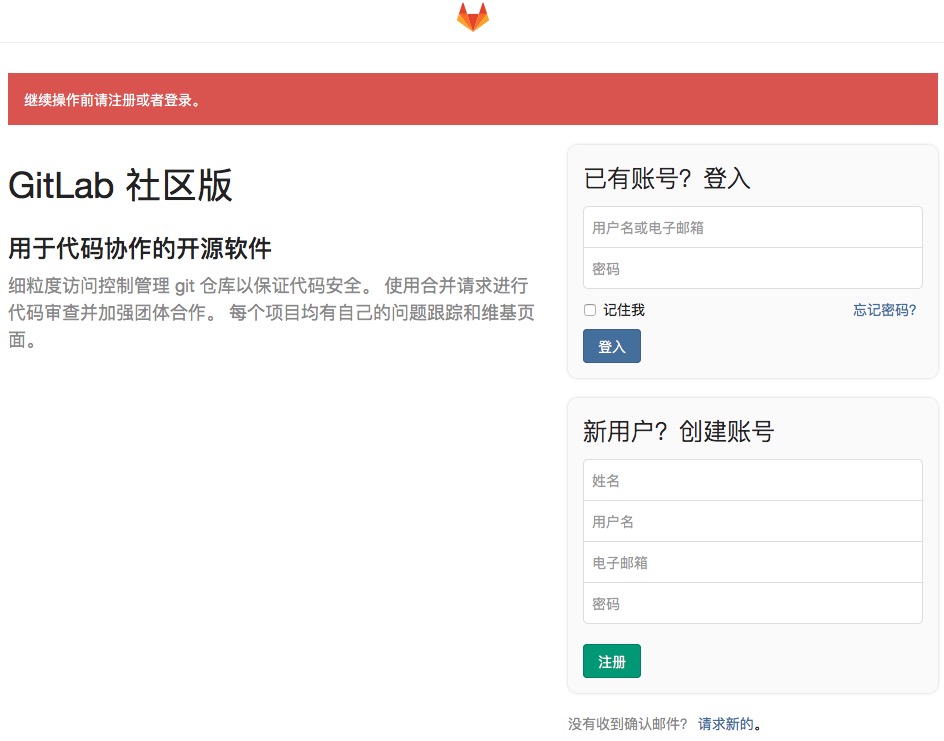 继续操作前请注册或者登录。
GitLab 社区版
用于代码协作的开源软件
细粒度访问控制管理 git 仓库以保证代码安全。 使用合并请求进行
代码审查并加强团体合作。 每个项目均有自己的问题跟踪和维基页
面。
已有账号？登入
用户名或电子邮箱
密码
记住我
忘记密码?
登入
新用户？创建账号
姓名
用户名
电子邮箱
密码
注册
没有收到确认邮件？ 请求新的。